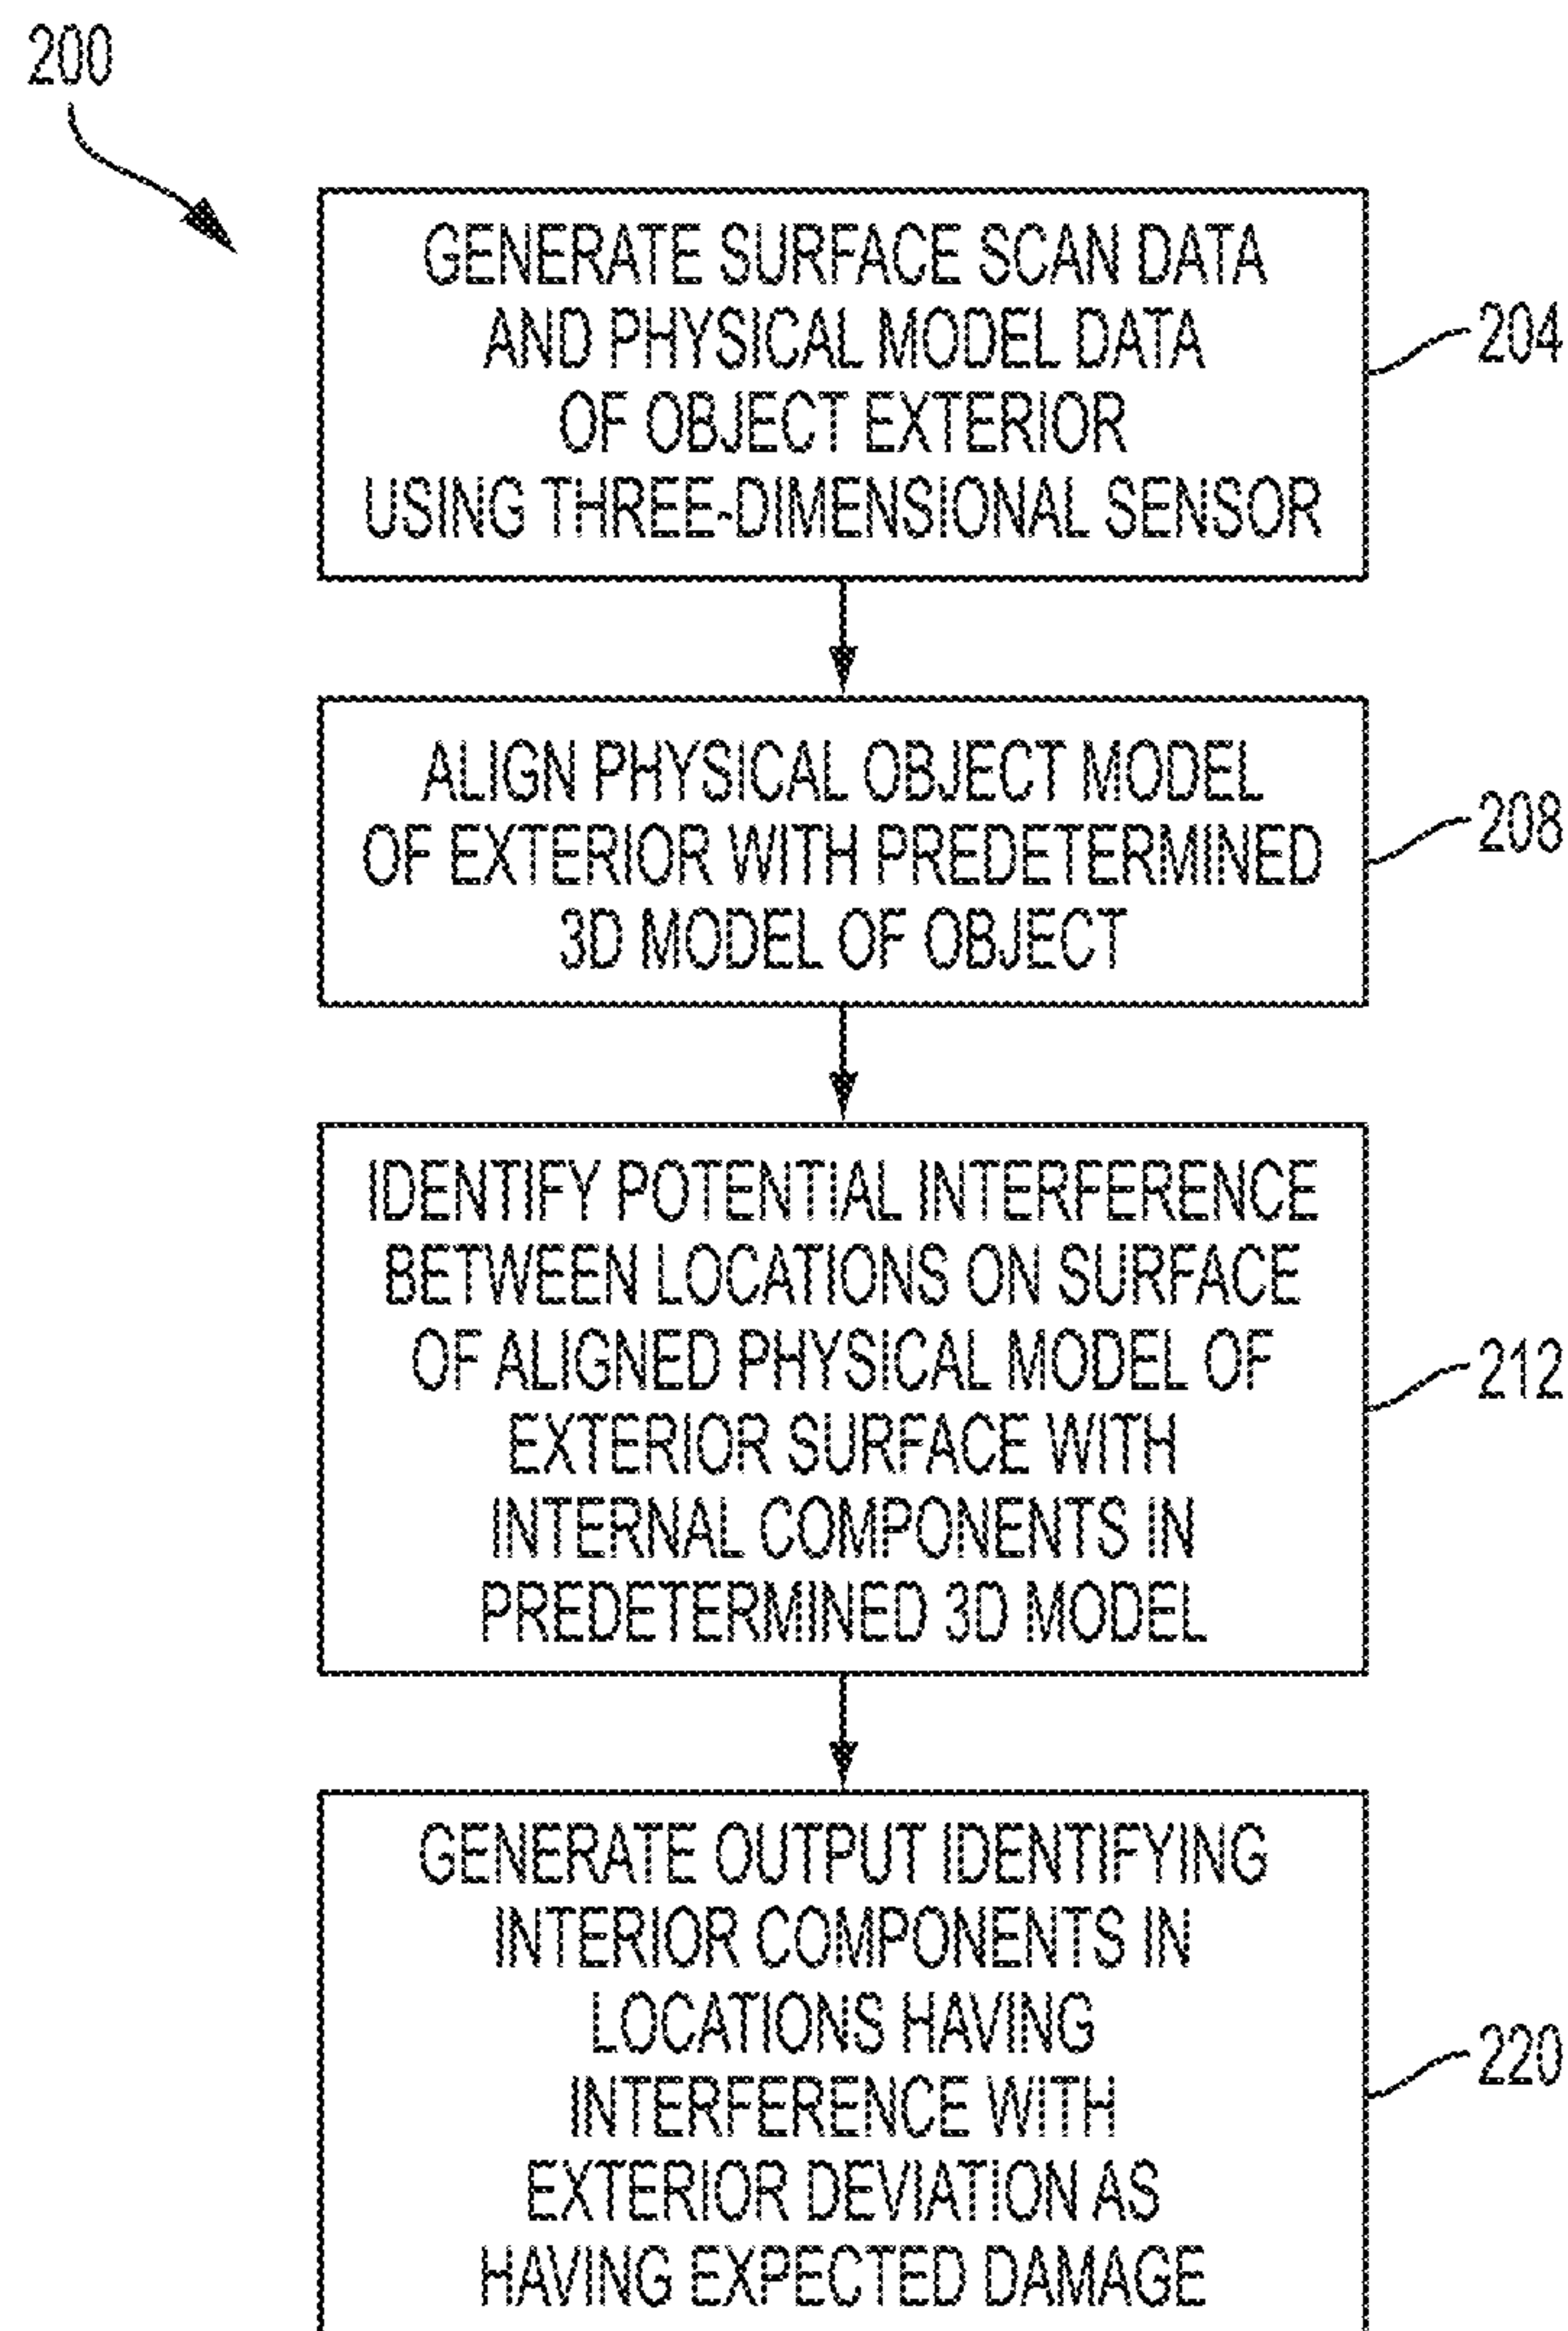 200
GENERATE SURFACE SCAN DATA
AND PHYSICAL MODEL DATA
OF OBJECT EXTERIOR
USING THREE-DIMENSIONAL SENSOR
204
ALIGN PHYSICAL OBJECT MODEL
OF EXTERIOR WITH PREDETERMINED
3D MODEL OF OBJECT
208
IDENTIFY POTENTIAL INTERFERENCE
BETWEEN LOCATIONS ON SURFACE
OF ALIGNED PHYSICAL MODEL OF
EXTERIOR SURFACE WITH
INTERNAL COMPONENTS IN
PREDETERMINED 3D MODEL
212
GENERATE OUTPUT IDENTIFYING
INTERIOR COMPONENTS IN
LOCATIONS HAVING
INTERFERENCE WITH
EXTERIOR DEVIATION AS
HAVING EXPECTED DAMAGE
220